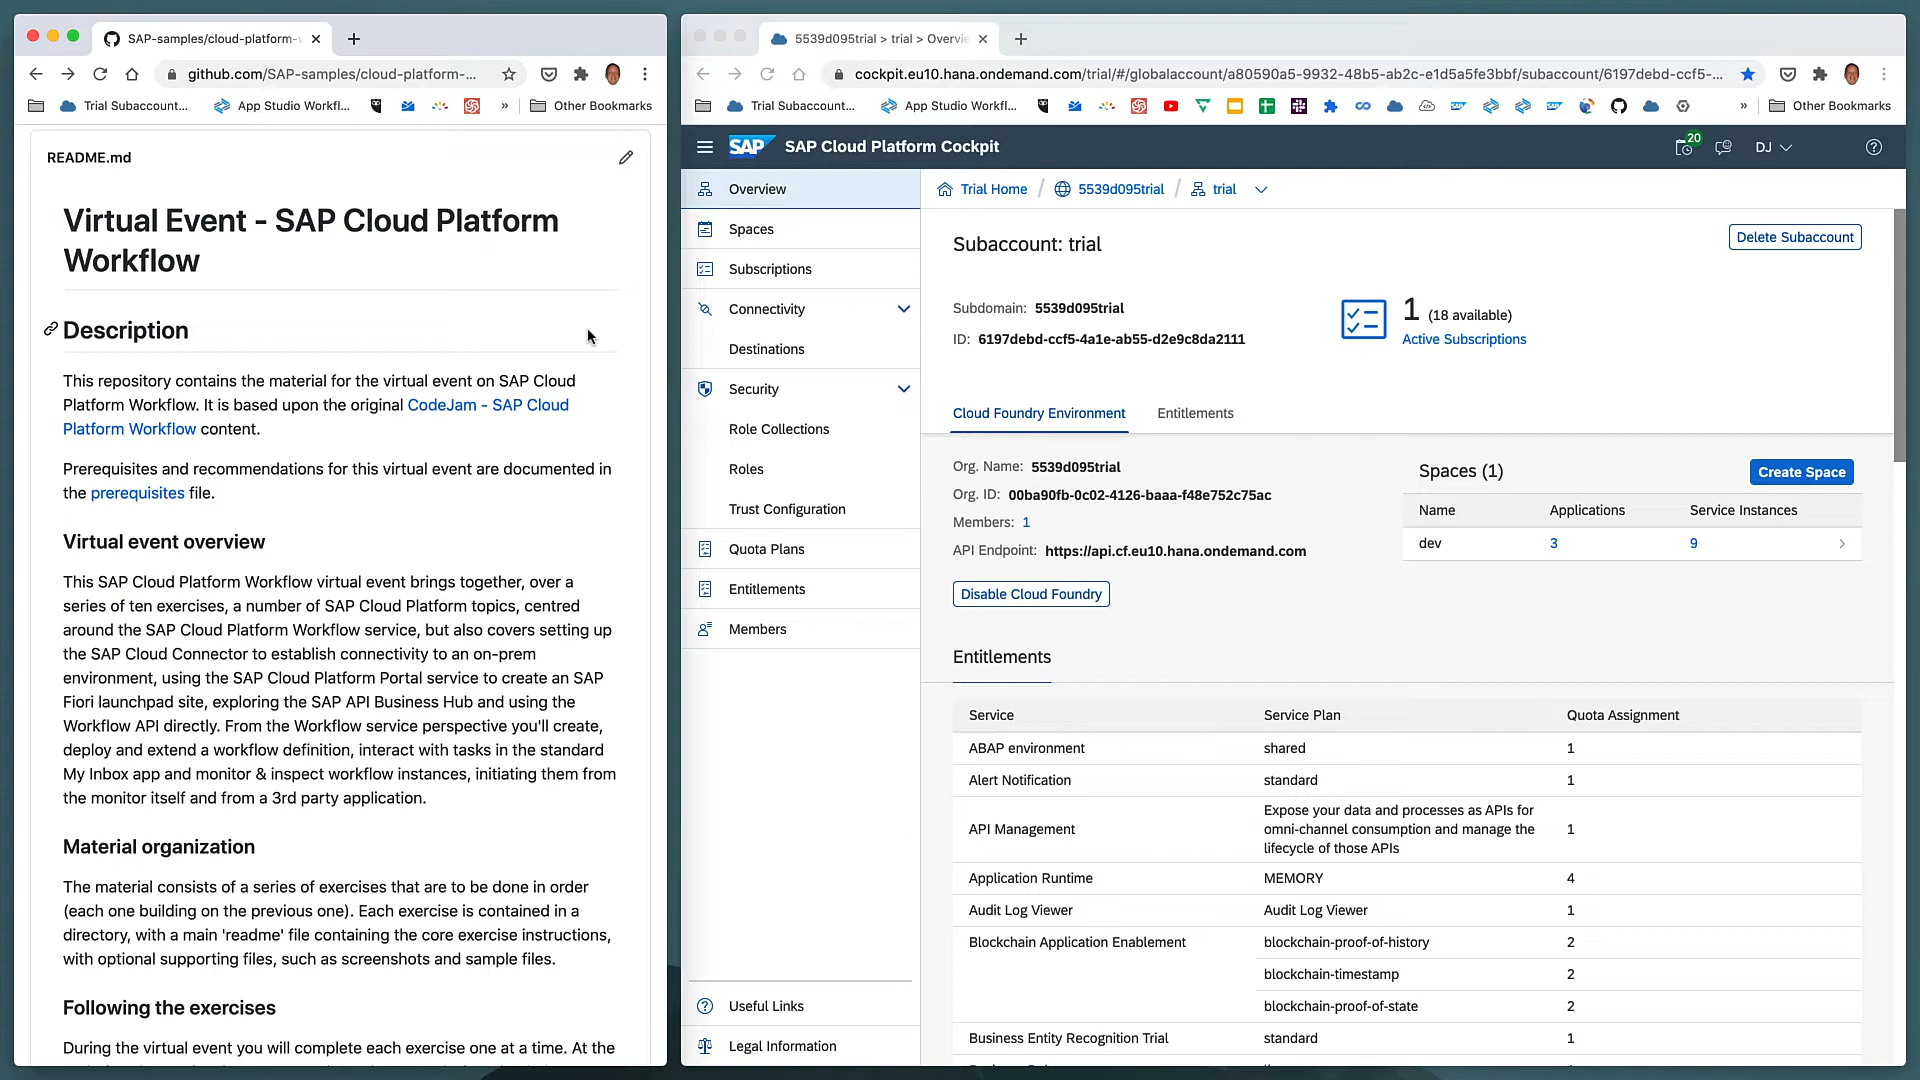 SAP-samples/cloud-platform-
github.com/SAP-samples/cloud-platform-...
Trial Subaccount...
App Studio Workfl...
»
Other Bookmarks
README.md
Virtual Event - SAP Cloud Platform
Workflow
Description
This repository contains the material for the virtual event on SAP Cloud
Platform Workflow. It is based upon the original CodeJam - SAP Cloud
Platform Workflow content.
Prerequisites and recommendations for this virtual event are documented in
the prerequisites file.
Virtual event overview
This SAP Cloud Platform Workflow virtual event brings together, over a
series of ten exercises, a number of SAP Cloud Platform topics, centred
around the SAP Cloud Platform Workflow service, but also covers setting up
the SAP Cloud Connector to establish connectivity to an on-prem
environment, using the SAP Cloud Platform Portal service to create an SAP
Fiori launchpad site, exploring the SAP API Business Hub and using the
Workflow API directly. From the Workflow service perspective you'll create,
deploy and extend a workflow definition, interact with tasks in the standard
My Inbox app and monitor & inspect workflow instances, initiating them from
the monitor itself and from a 3rd party application.
Material organization
The material consists of a series of exercises that are to be done in order
(each one building on the previous one). Each exercise is contained in a
directory, with a main 'readme' file containing the core exercise instructions,
with optional supporting files, such as screenshots and sample files.
Following the exercises
During the virtual event you will complete each exercise one at a time. At the
5539d095trial > trial > Overvie
cockpit.eu10.hana.ondemand.com/trial/#/globalaccount/a80590a5-9932-48b5-ab2c-e1d5a5fe3bbf/subaccount/6197debd-ccf5-...
Trial Subaccount...
App Studio Workfl...
»
Other Bookmarks
SAP
SAP Cloud Platform Cockpit
20
DJ
Overview
Spaces
Subscriptions
Connectivity
Destinations
Security
Role Collections
Roles
Trust Configuration
Quota Plans
Entitlements
Members
Useful Links
Legal Information
Trial Home / 5539d095trial / trial
Subaccount: trial
Delete Subaccount
Subdomain: 5539d095trial
ID: 6197debd-ccf5-4a1e-ab55-d2e9c8da2111
1 (18 available)
Active Subscriptions
Cloud Foundry Environment
Entitlements
Org. Name: 5539d095trial
Org. ID: 00ba90fb-0c02-4126-baaa-f48e752c75ac
Members: 1
API Endpoint: https://api.cf.eu10.hana.ondemand.com
Disable Cloud Foundry
Spaces (1)
Create Space
Name Applications Service Instances
dev 3 9
Entitlements
Service Service Plan Quota Assignment
ABAP environment shared 1
Alert Notification standard 1
API Management Expose your data and processes as APIs for
omni-channel consumption and manage the
lifecycle of those APIs 1
Application Runtime MEMORY 4
Audit Log Viewer Audit Log Viewer 1
Blockchain Application Enablement blockchain-proof-of-history 2
blockchain-timestamp 2
blockchain-proof-of-state 2
Business Entity Recognition Trial standard 1